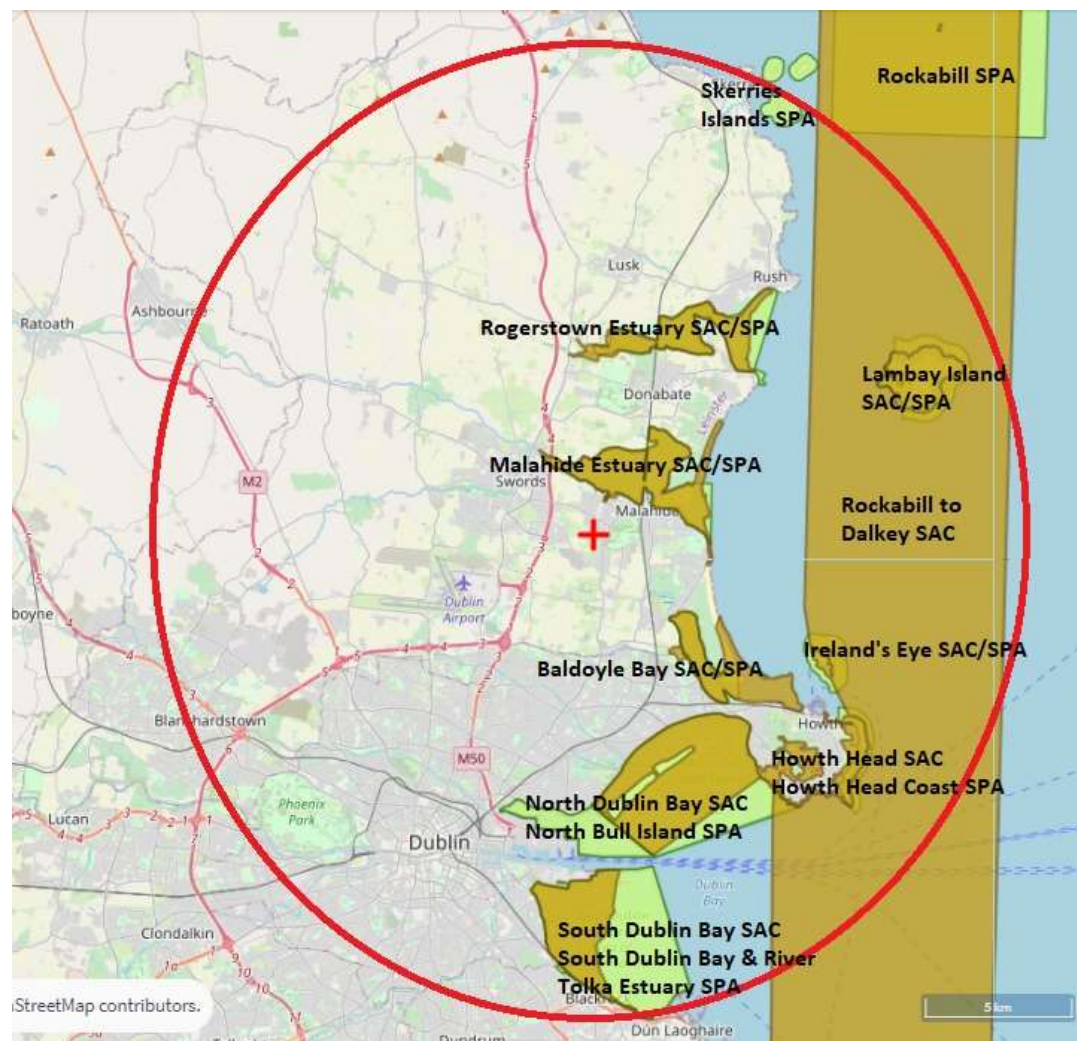 Rockabill SPA
Skerries
Islands SPA
Lusk
Rush
Ratoath
Ashbourne
Rogerstown Estuary SAC/SPA
Lambay Island
SAC/SPA
Donabate
Leinster
Malahide Estuary SAC/SPA
Swords
M2
Malahide
Rockabill to
Dalkey SAC
Dublin
Airport
boyne
Baldoyle Bay SAC/SPA
Ireland's Eye SAC/SPA
Blanchardstown
Howth
M50
Howth Head SAC
Howth Head Coast SPA
Phoenix
Park
North Dublin Bay SAC
North Bull Island SPA
Lucan
Dublin
Dublin
Bay
Clondalkin
South Dublin Bay SAC
South Dublin Bay & River
Tolka Estuary SPA
StreetMap contributors.
5 km
Dún Laoghaire
Dundrum